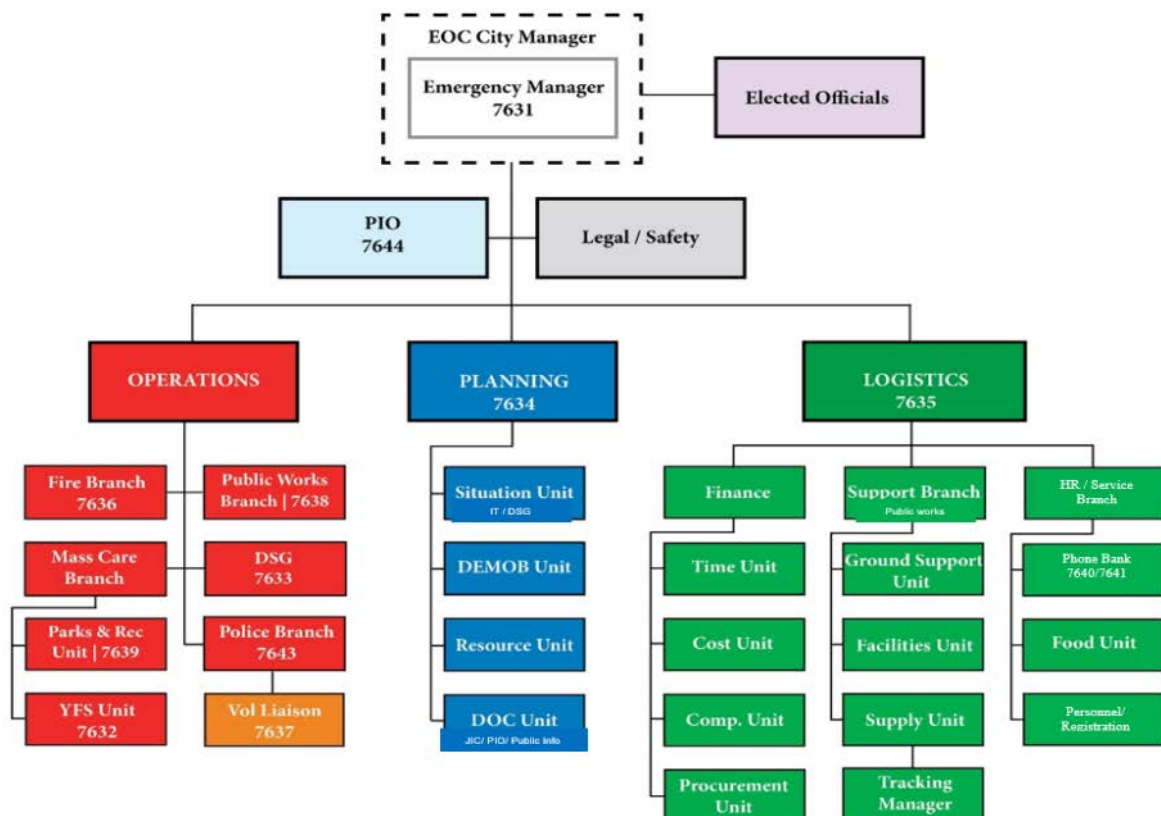 EOC City Manager
Emergency Manager
7631
Elected Officials
PIO
7644
Legal / Safety
OPERATIONS
PLANNING
7634
LOGISTICS
7635
Fire Branch
7636
Public Works
Branch | 7638
Mass Care
Branch
DSG
7633
Parks & Rec
Unit | 7639
Police Branch
7643
YFS Unit
7632
Vol Liaison
7637
Situation Unit
IT / DSG
DEMOB Unit
Resource Unit
DOC Unit
JIC/ PIO/ Public Info
Finance
Time Unit
Cost Unit
Comp. Unit
Procurement
Unit
Support Branch
Public works
Ground Support
Unit
Facilities Unit
Supply Unit
Tracking
Manager
HR / Service
Branch
Phone Bank
7640/7641
Food Unit
Personnel/
Registration